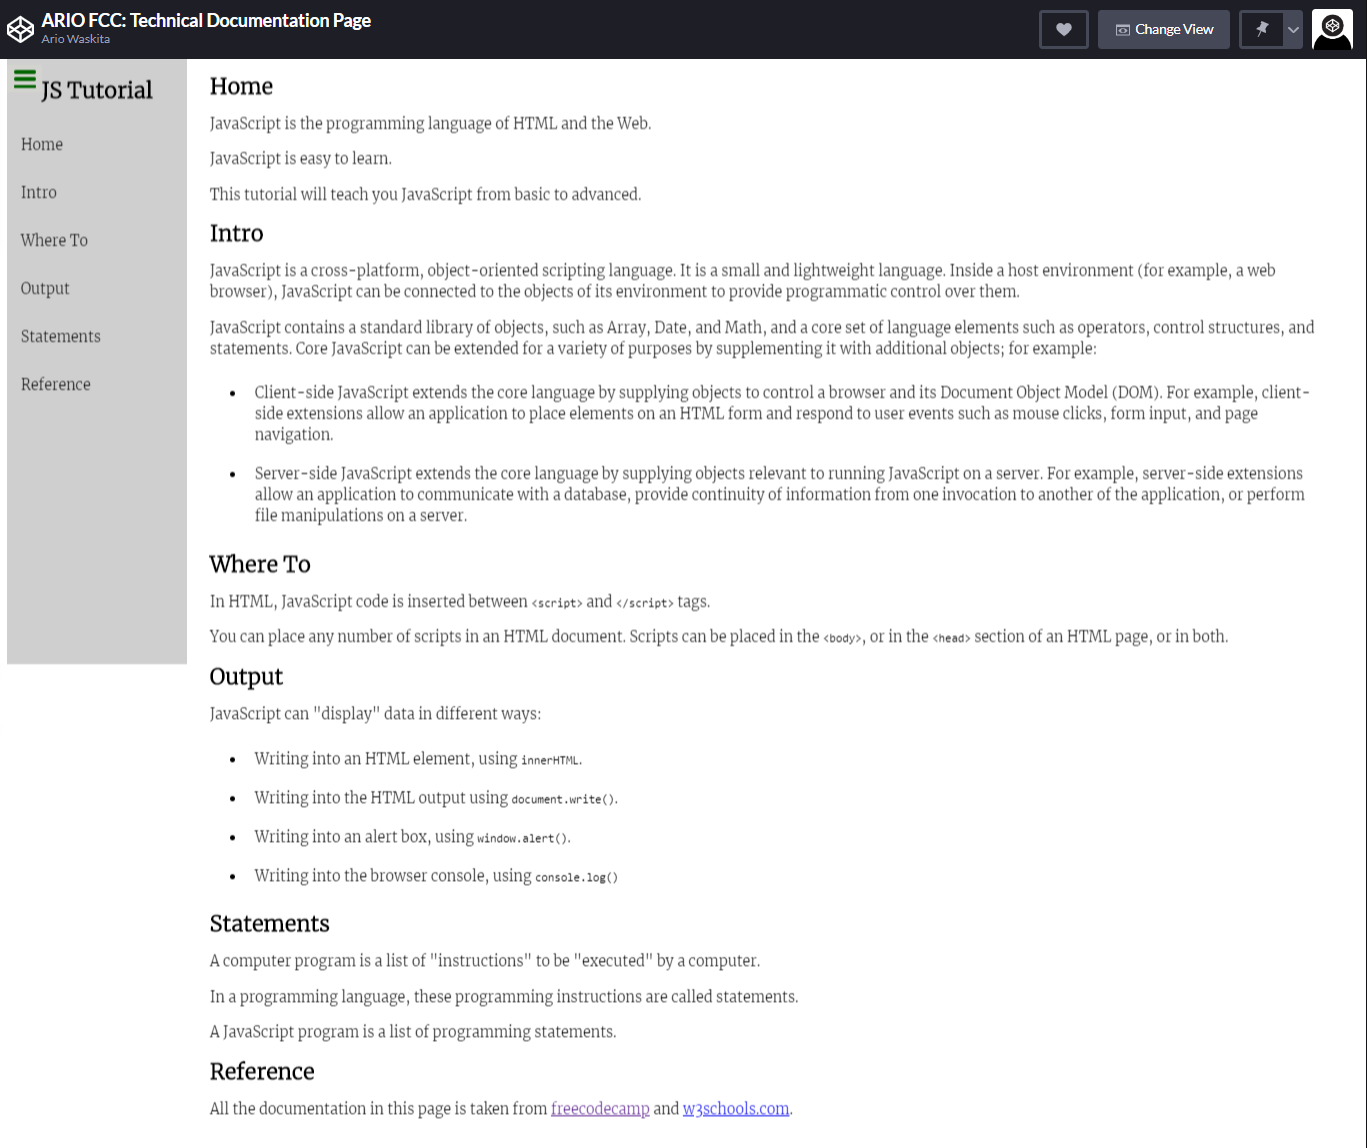 ARIO FCC: Technical Documentation Page
Ario Waskita
Change View
JS Tutorial
Home
Intro
Where To
Output
Statements
Reference
Home
JavaScript is the programming language of HTML and the Web.
JavaScript is easy to learn.
This tutorial will teach you JavaScript from basic to advanced.
Intro
JavaScript is a cross-platform, object-oriented scripting language. It is a small and lightweight language. Inside a host environment (for example, a web
browser), JavaScript can be connected to the objects of its environment to provide programmatic control over them.
JavaScript contains a standard library of objects, such as Array, Date, and Math, and a core set of language elements such as operators, control structures, and
statements. Core JavaScript can be extended for a variety of purposes by supplementing it with additional objects; for example:
• Client-side JavaScript extends the core language by supplying objects to control a browser and its Document Object Model (DOM). For example, client-
side extensions allow an application to place elements on an HTML form and respond to user events such as mouse clicks, form input, and page
navigation.
• Server-side JavaScript extends the core language by supplying objects relevant to running JavaScript on a server. For example, server-side extensions
allow an application to communicate with a database, provide continuity of information from one invocation to another of the application, or perform
file manipulations on a server.
Where To
In HTML, JavaScript code is inserted between <script> and </script> tags.
You can place any number of scripts in an HTML document. Scripts can be placed in the <body>, or in the <head> section of an HTML page, or in both.
Output
JavaScript can "display" data in different ways:
• Writing into an HTML element, using innerHTML.
• Writing into the HTML output using document.write().
• Writing into an alert box, using window.alert().
• Writing into the browser console, using console.log()
Statements
A computer program is a list of "instructions" to be "executed" by a computer.
In a programming language, these programming instructions are called statements.
A JavaScript program is a list of programming statements.
Reference
All the documentation in this page is taken from freecodecamp and w3schools.com.